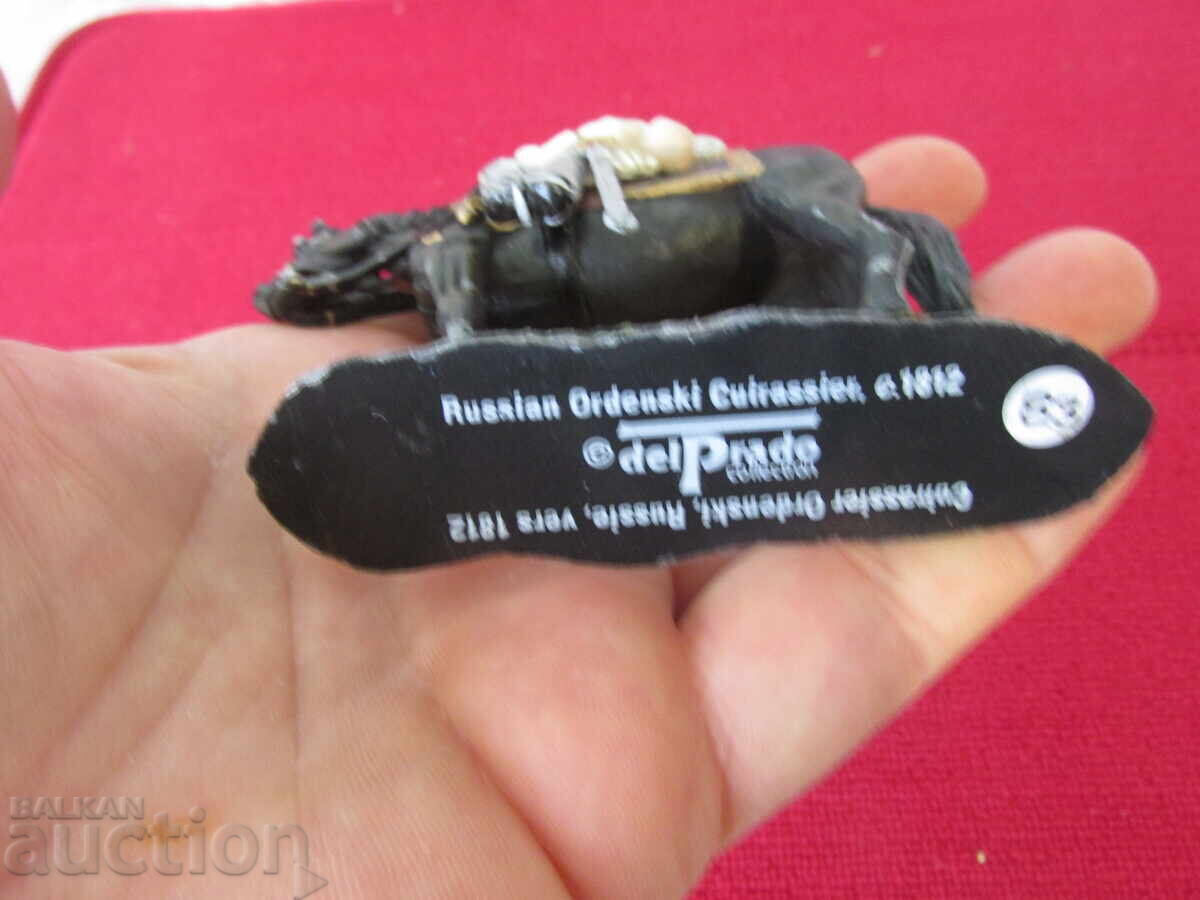 Russian Ordenski Cuirassier, c.1812
© delPrado
COLLECTION
Cuirassier Ordenski, Russie, vers 1812
BALKAN
auction